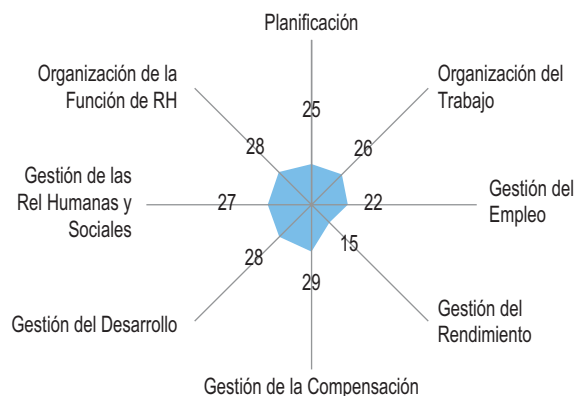 Planificación
Organización de la
Función de RH
Organización del
Trabajo
25
28
26
Gestión de las
Rel Humanas y
Sociales
27
22
Gestión del
Empleo
28
15
29
Gestión del Desarrollo
Gestión del
Rendimiento
Gestión de la Compensación